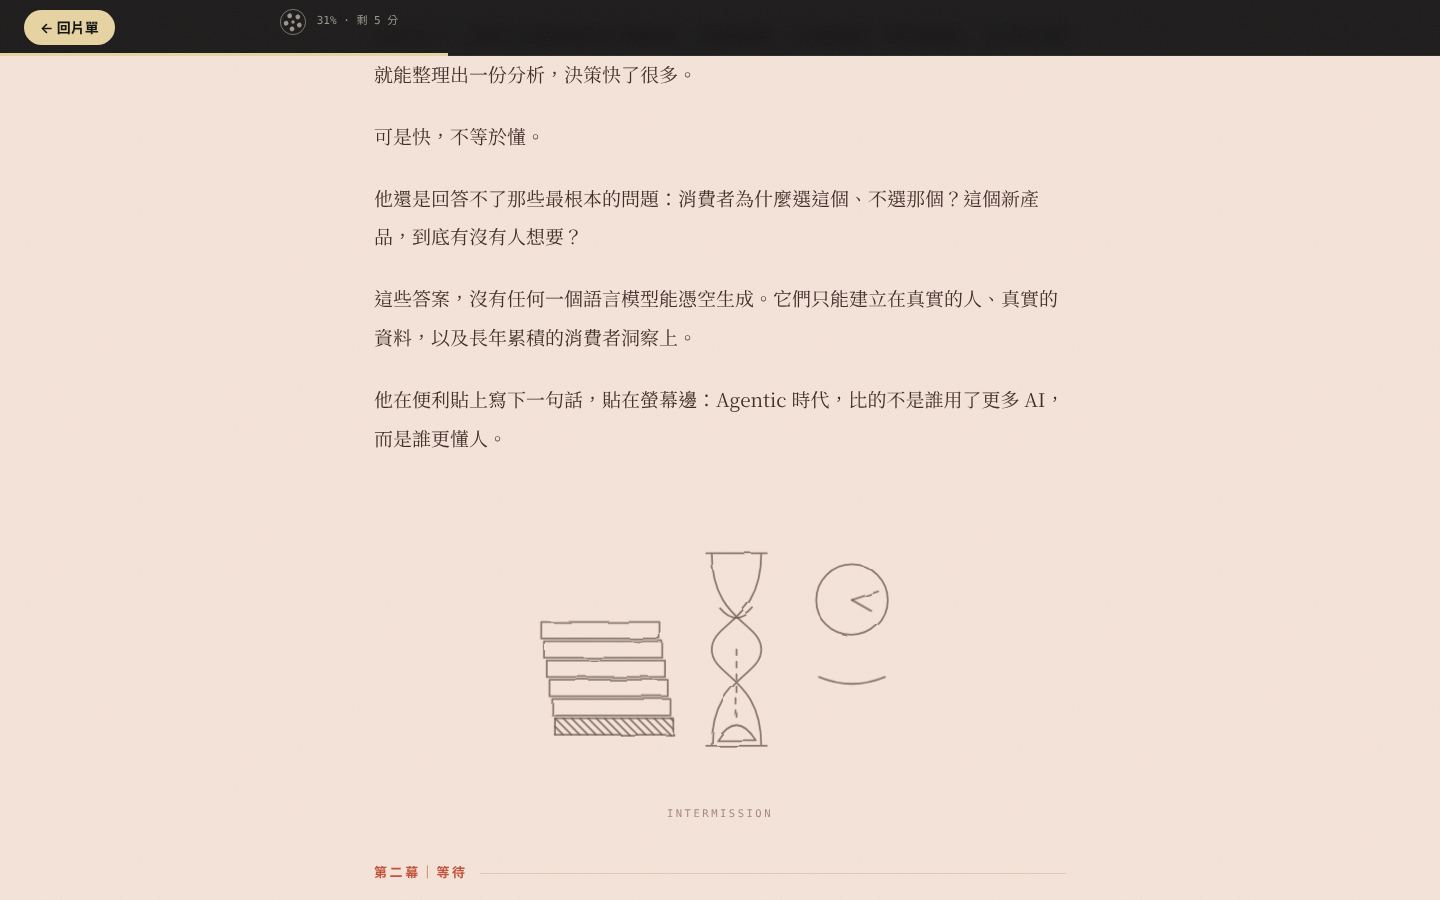 ← 回片單
31% · 剩 5 分
就能整理出一份分析，決策快了很多。
可是快，不等於懂。
他還是回答不了那些最根本的問題：消費者為什麼選這個、不選那個？這個新產
品，到底有沒有人想要？
這些答案，沒有任何一個語言模型能憑空生成。它們只能建立在真實的人、真實的
資料，以及長年累積的消費者洞察上。
他在便利貼上寫下一句話，貼在螢幕邊：Agentic 時代，比的不是誰用了更多 AI，
而是誰更懂人。
INTERMISSION
第二幕｜等待